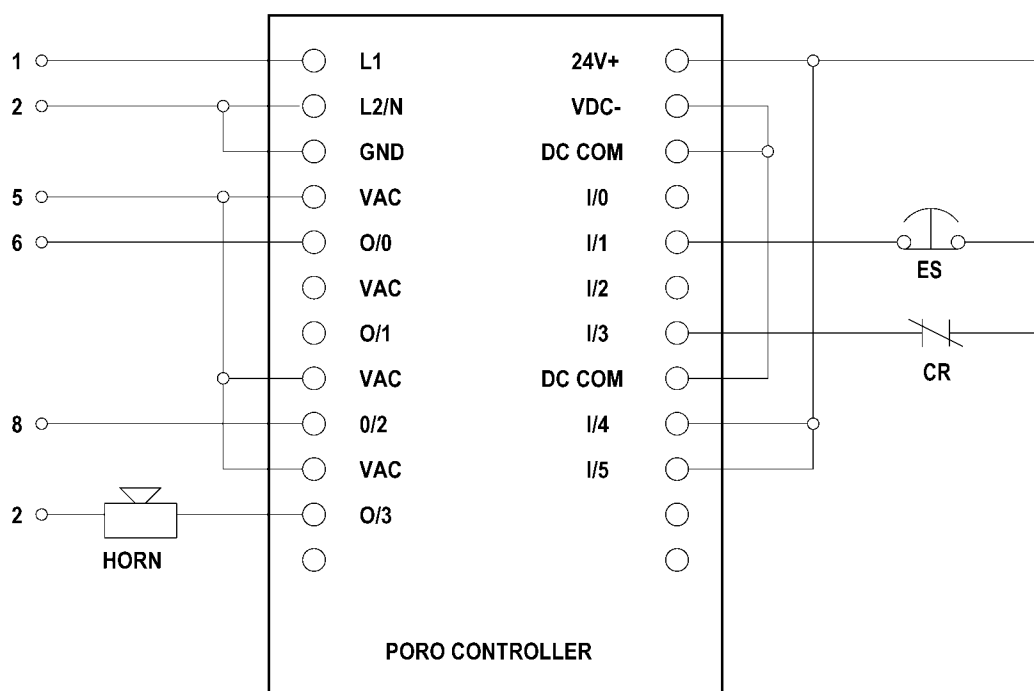 1 L1 24V+
2 L2/N VDC-
GND DC COM
5 VAC I/0
6 O/0 I/1
ES
VAC I/2
O/1 I/3
CR
VAC DC COM
8 0/2 I/4
VAC I/5
2 O/3
HORN
PORO CONTROLLER